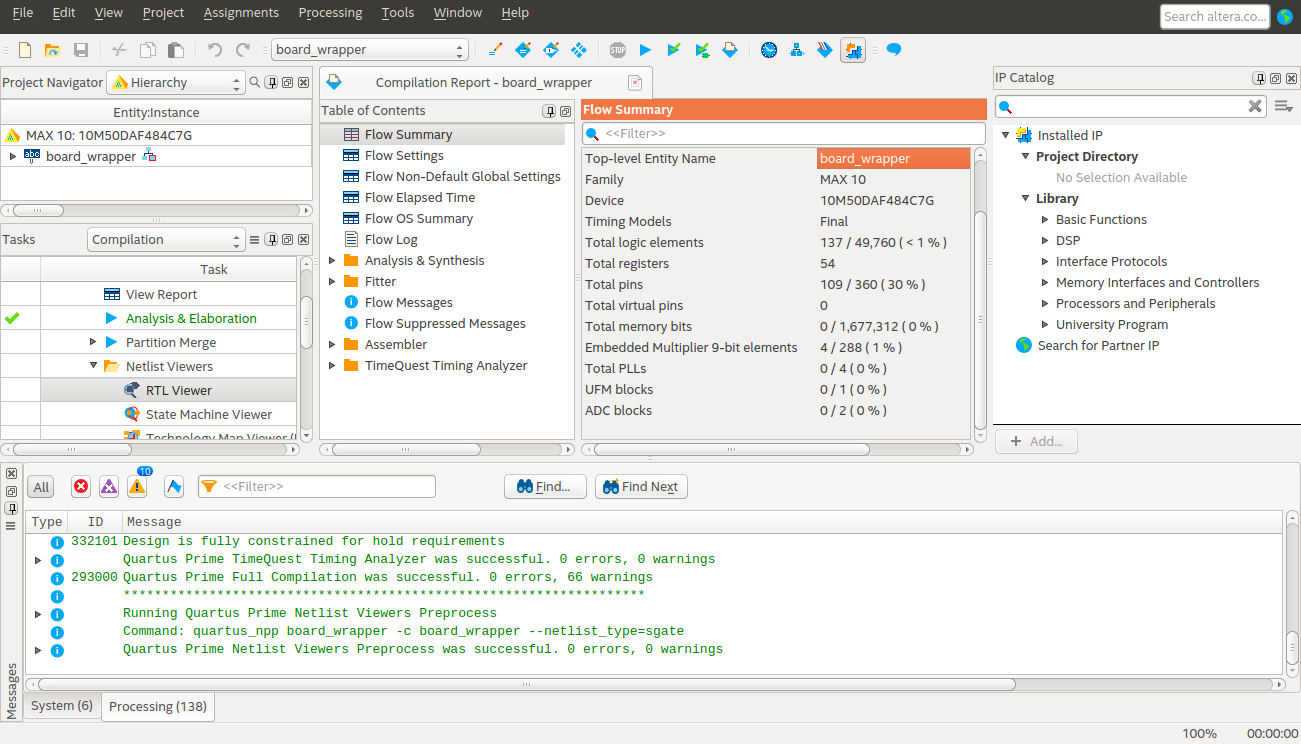 File Edit View Project Assignments Processing Tools Window Help
Search altera.co...
board_wrapper
STOP
Project Navigator Hierarchy
Entity:Instance
MAX 10: 10M50DAF484C7G
abc board_wrapper
Tasks Compilation
Task
View Report
Analysis & Elaboration
Partition Merge
Netlist Viewers
RTL Viewer
State Machine Viewer
Technology Map Viewer (
Compilation Report - board_wrapper
Table of Contents
Flow Summary
Flow Settings
Flow Non-Default Global Settings
Flow Elapsed Time
Flow OS Summary
Flow Log
Analysis & Synthesis
Fitter
Flow Messages
Flow Suppressed Messages
Assembler
TimeQuest Timing Analyzer
Flow Summary
<<Filter>>
Top-level Entity Name board_wrapper
Family MAX 10
Device 10M50DAF484C7G
Timing Models Final
Total logic elements 137 / 49,760 ( < 1 % )
Total registers 54
Total pins 109 / 360 ( 30 % )
Total virtual pins 0
Total memory bits 0 / 1,677,312 ( 0 % )
Embedded Multiplier 9-bit elements 4 / 288 ( 1 % )
Total PLLs 0 / 4 ( 0 % )
UFM blocks 0 / 1 ( 0 % )
ADC blocks 0 / 2 ( 0 % )
IP Catalog
Installed IP
Project Directory
No Selection Available
Library
Basic Functions
DSP
Interface Protocols
Memory Interfaces and Controllers
Processors and Peripherals
University Program
Search for Partner IP
+ Add...
All 10 <<Filter>> Find... Find Next
Type ID Message
332101 Design is fully constrained for hold requirements
Quartus Prime TimeQuest Timing Analyzer was successful. 0 errors, 0 warnings
293000 Quartus Prime Full Compilation was successful. 0 errors, 66 warnings
*******************************************************************
Running Quartus Prime Netlist Viewers Preprocess
Command: quartus_npp board_wrapper -c board_wrapper --netlist_type=sgate
Quartus Prime Netlist Viewers Preprocess was successful. 0 errors, 0 warnings
Messages
System (6) Processing (138)
100% 00:00:00